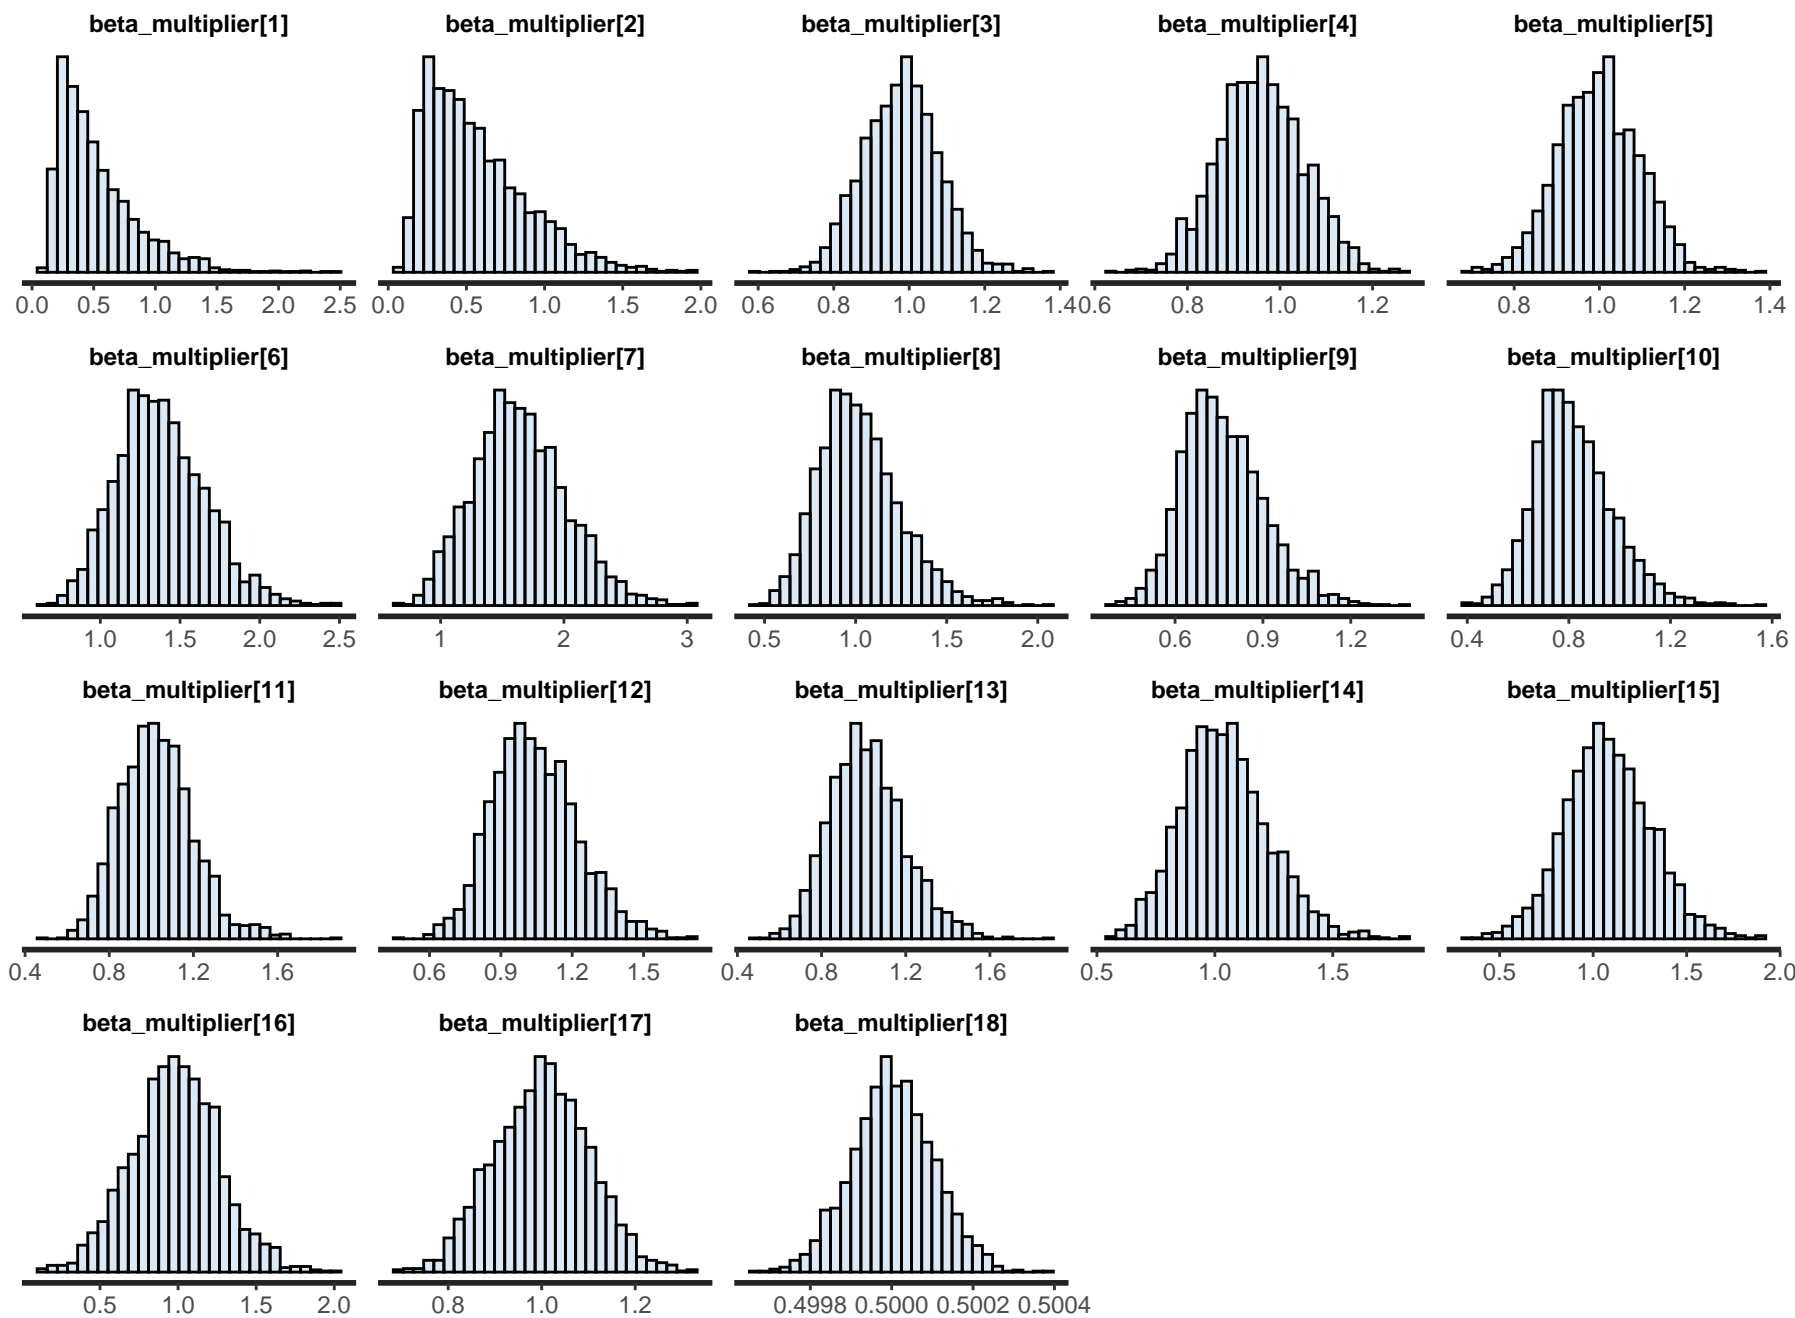 beta_multiplier[1] beta_multiplier[2] beta_multiplier[3] beta_multiplier[4] beta_multiplier[5]
0.0 0.5 1.0 1.5 2.0 2.5 0.0 0.5 1.0 1.5 2.0 0.6 0.8 1.0 1.2 1.4 0.6 0.8 1.0 1.2 0.8 1.0 1.2 1.4
beta_multiplier[6] beta_multiplier[7] beta_multiplier[8] beta_multiplier[9] beta_multiplier[10]
1.0 1.5 2.0 2.5 1 2 3 0.5 1.0 1.5 2.0 0.6 0.9 1.2 0.4 0.8 1.2 1.6
beta_multiplier[11] beta_multiplier[12] beta_multiplier[13] beta_multiplier[14] beta_multiplier[15]
0.4 0.8 1.2 1.6 0.6 0.9 1.2 1.5 0.4 0.8 1.2 1.6 0.5 1.0 1.5 0.5 1.0 1.5 2.0
beta_multiplier[16] beta_multiplier[17] beta_multiplier[18]
0.5 1.0 1.5 2.0 0.8 1.0 1.2 0.4998 0.5000 0.5002 0.5004